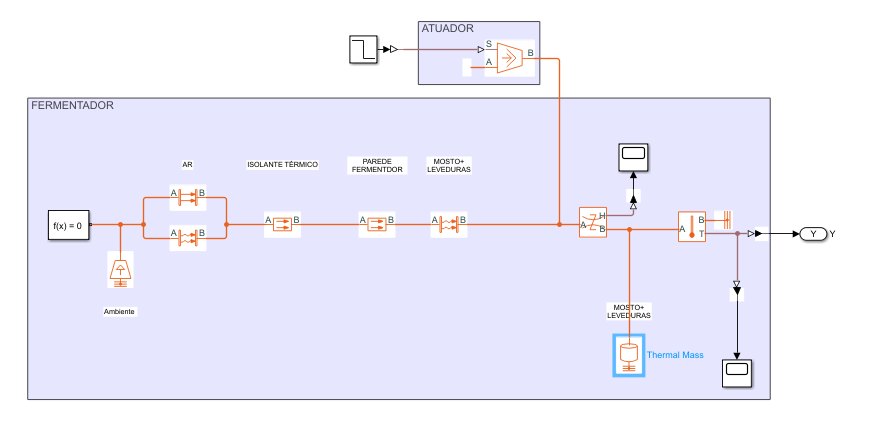 ATUADOR
S
A
B
FERMENTADOR
AR
ISOLANTE TÉRMICO
PAREDE
FERMENTDOR
MOSTO+
LEVEDURAS
A B
f(x) = 0
A B
A B
A B
A B
A
H
B
A
B
T
Y
Y
Ambiente
MOSTO+
LEVEDURAS
Thermal Mass